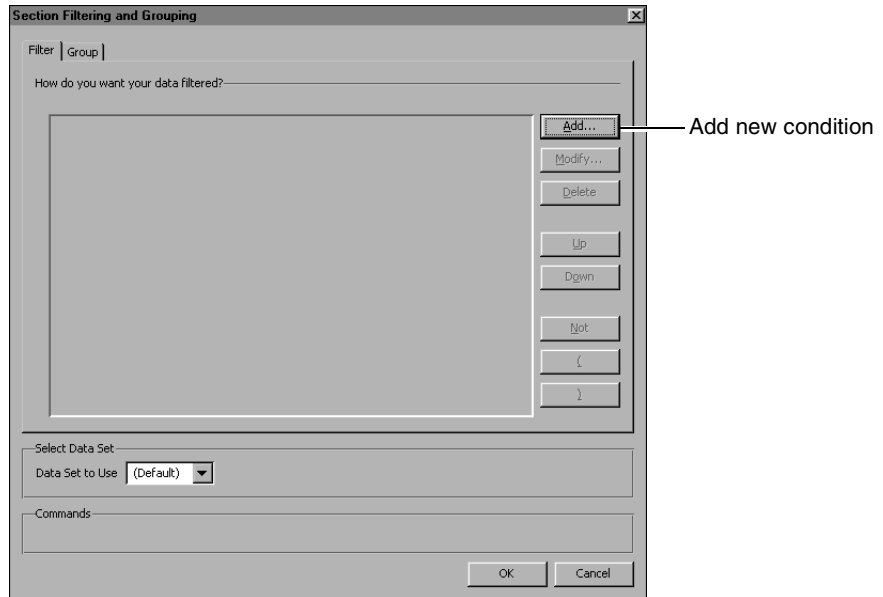 Section Filtering and Grouping
Filter
Group
How do you want your data filtered?
Add...
Add new condition
Modify...
Delete
Up
Down
Not
(
)
Select Data Set
Data Set to Use
(Default)
Commands
OK
Cancel